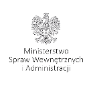 Ministerstwo
Spraw Wewnętrznych
i Administracji